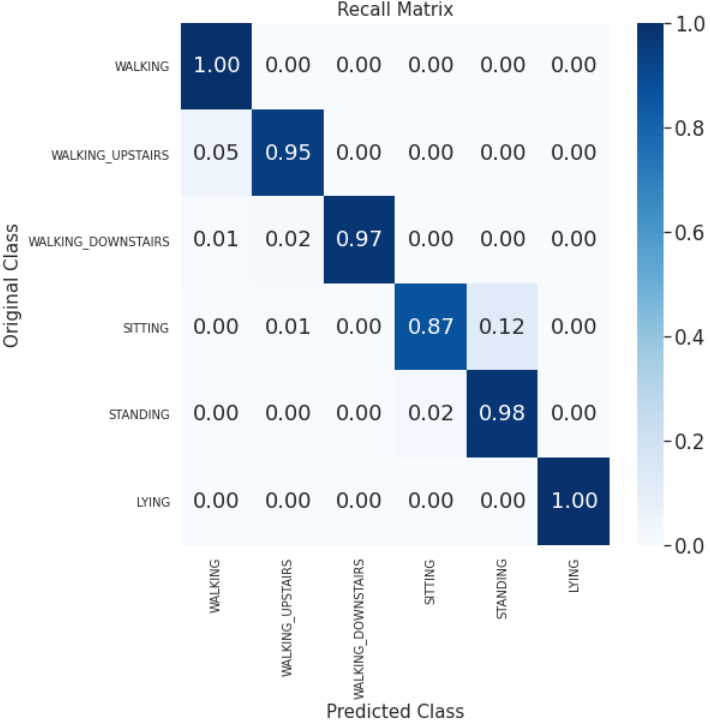 Recall Matrix
WALKING 1.00 0.00 0.00 0.00 0.00 0.00
WALKING_UPSTAIRS 0.05 0.95 0.00 0.00 0.00 0.00
WALKING_DOWNSTAIRS 0.01 0.02 0.97 0.00 0.00 0.00
SITTING 0.00 0.01 0.00 0.87 0.12 0.00
STANDING 0.00 0.00 0.00 0.02 0.98 0.00
LYING 0.00 0.00 0.00 0.00 0.00 1.00
Original Class
WALKING
WALKING_UPSTAIRS
WALKING_DOWNSTAIRS
SITTING
STANDING
LYING
Predicted Class
1.0
0.8
0.6
0.4
0.2
0.0